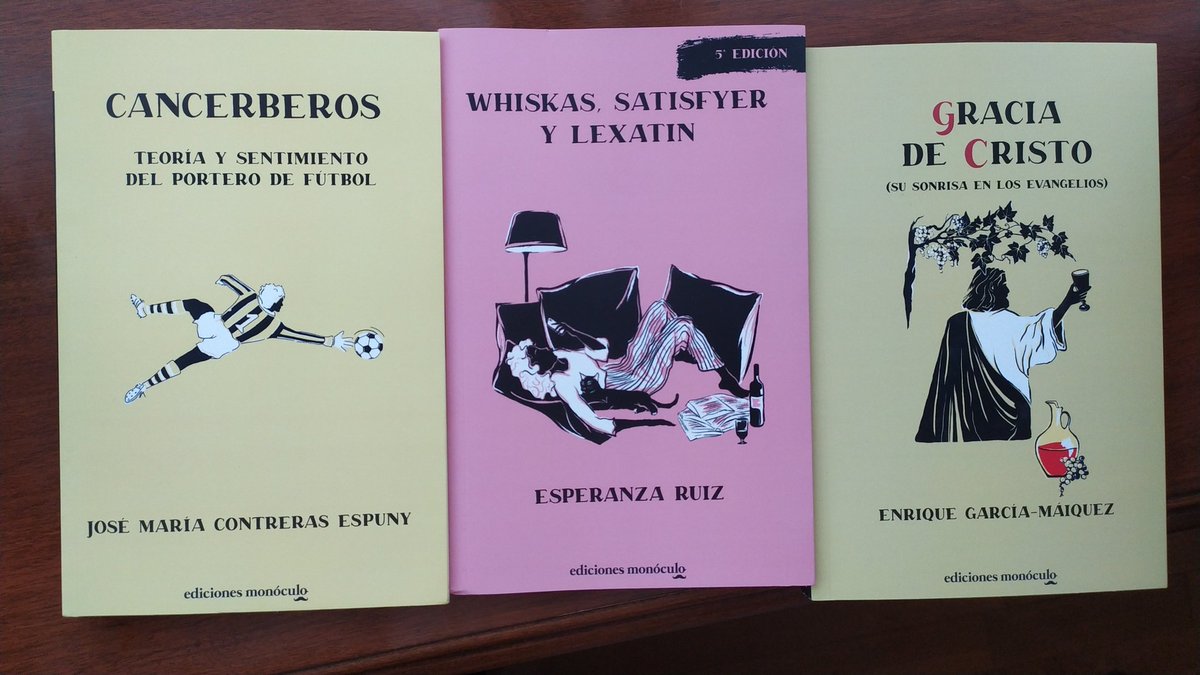 CANCERBEROS
TEORÍA Y SENTIMIENTO
DEL PORTERO DE FÚTBOL
1
JOSÉ MARÍA CONTRERAS ESPUNY
ediciones monóculo
5ª EDICIÓN
WHISKAS, SATISFYER
Y LEXATIN
ESPERANZA RUIZ
ediciones monóculo
GRACIA
DE CRISTO
(SU SONRISA EN LOS EVANGELIOS)
ENRIQUE GARCÍA-MÁIQUEZ
ediciones monóculo